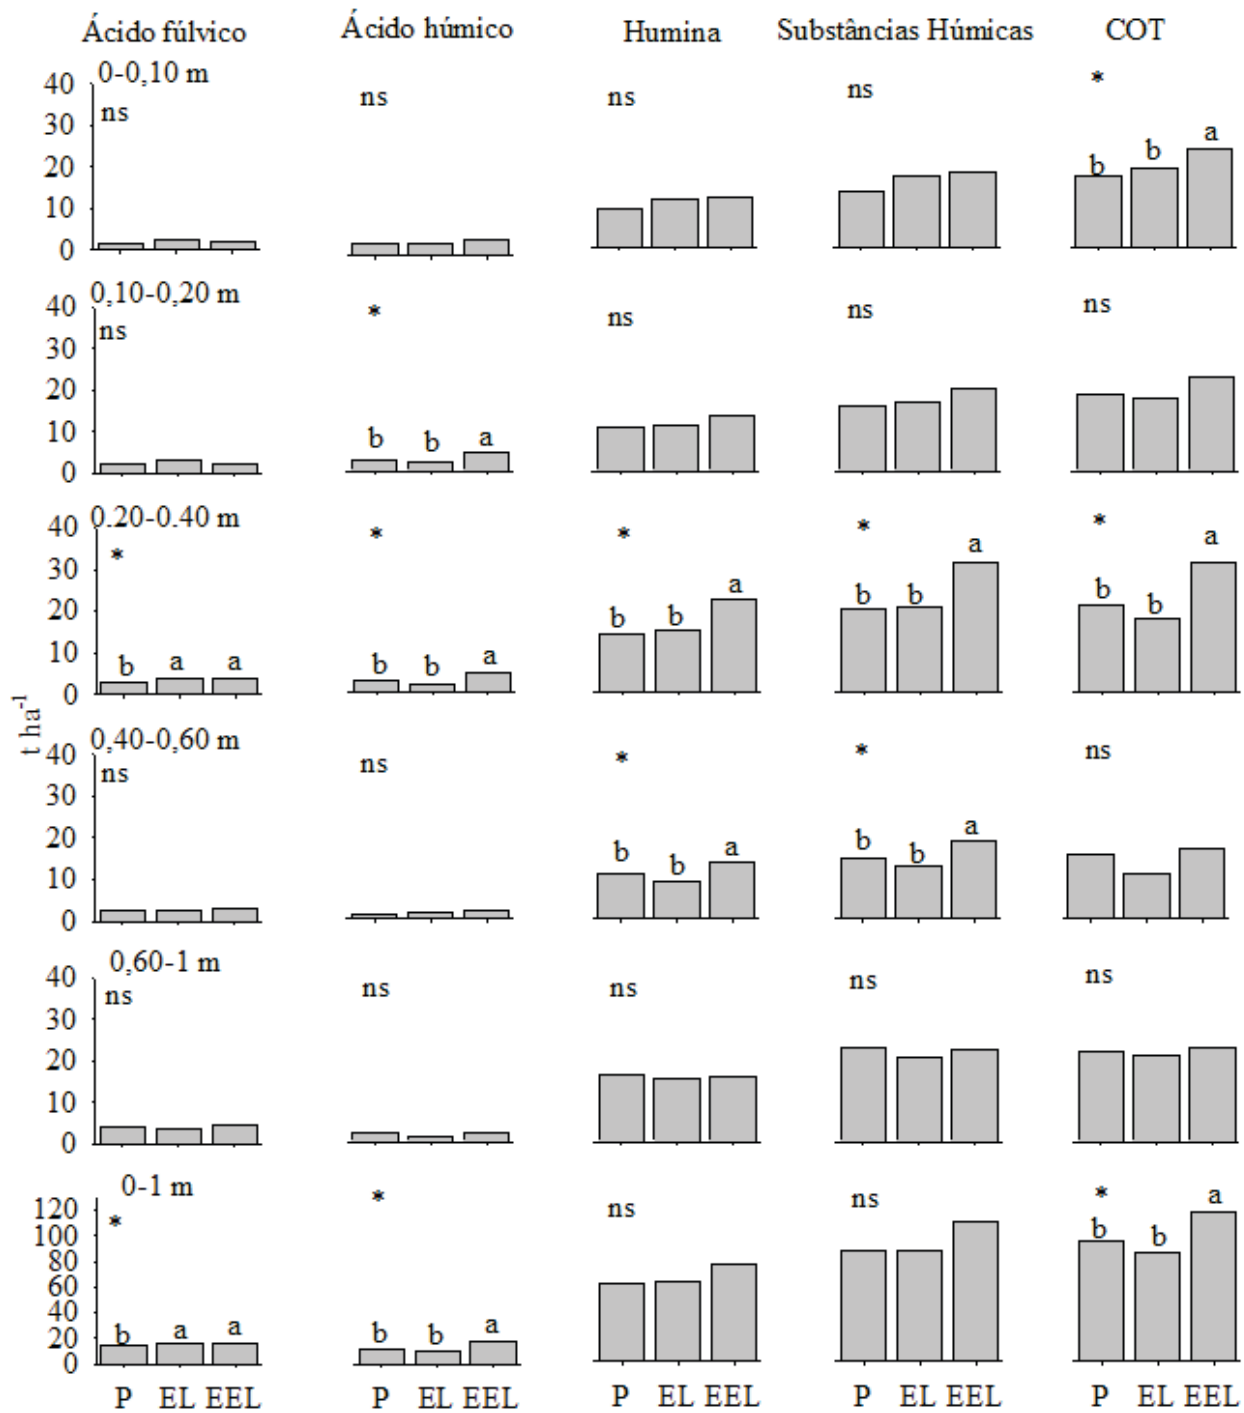 Ácido fúlvico Ácido húmico Humina Substâncias Húmicas COT
0-0,10 m
40 ns ns ns ns *
30
20 b b a
10
0
0,10-0,20 m
40 ns * ns ns ns
30
20
10 b b a
0
0.20-0.40 m
40 * * * * *
30 a a
20 b b a b b b b
10 b a a b b a
0
t ha-1
0,40-0,60 m
40 ns ns * * ns
30
20 b b a b b a
10
0
0,60-1 m
40 ns ns ns ns ns
30
20
10
0
0-1 m
120 * * ns ns *
100 b b a
80
60
40
20 b a a b b a
0
P EL EEL P EL EEL P EL EEL P EL EEL P EL EEL